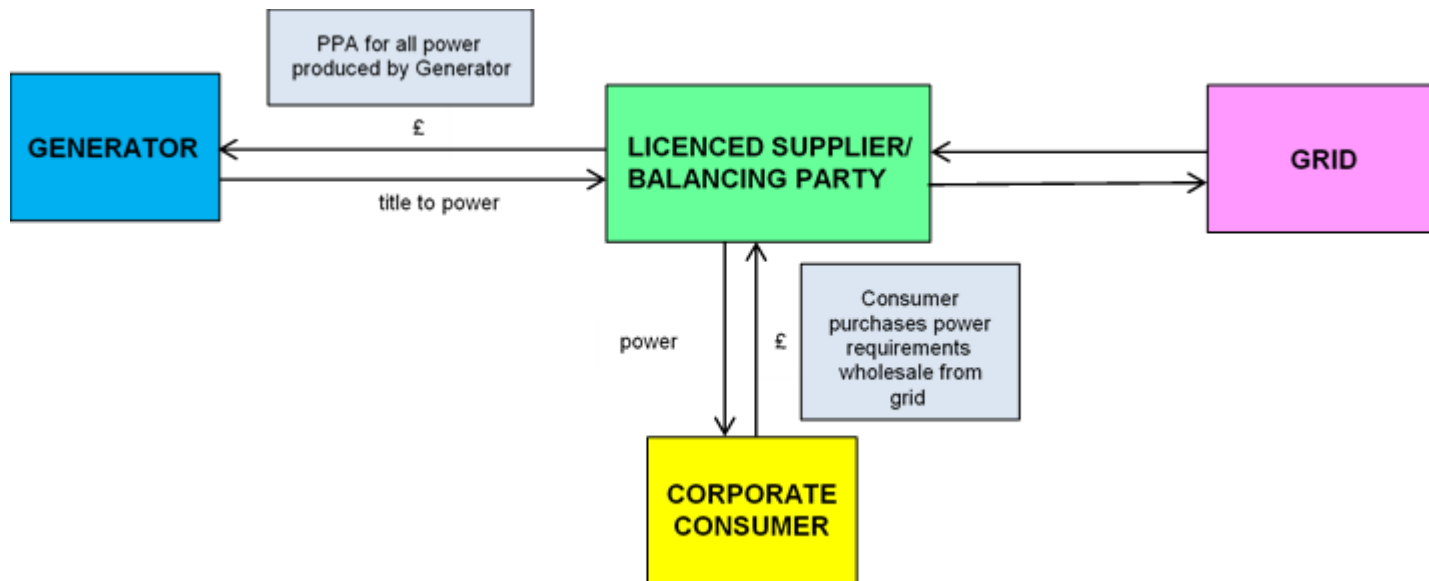 PPA for all power
produced by Generator
GENERATOR
£
title to power
LICENCED SUPPLIER/
BALANCING PARTY
GRID
power
£
Consumer
purchases power
requirements
wholesale from
grid
CORPORATE
CONSUMER